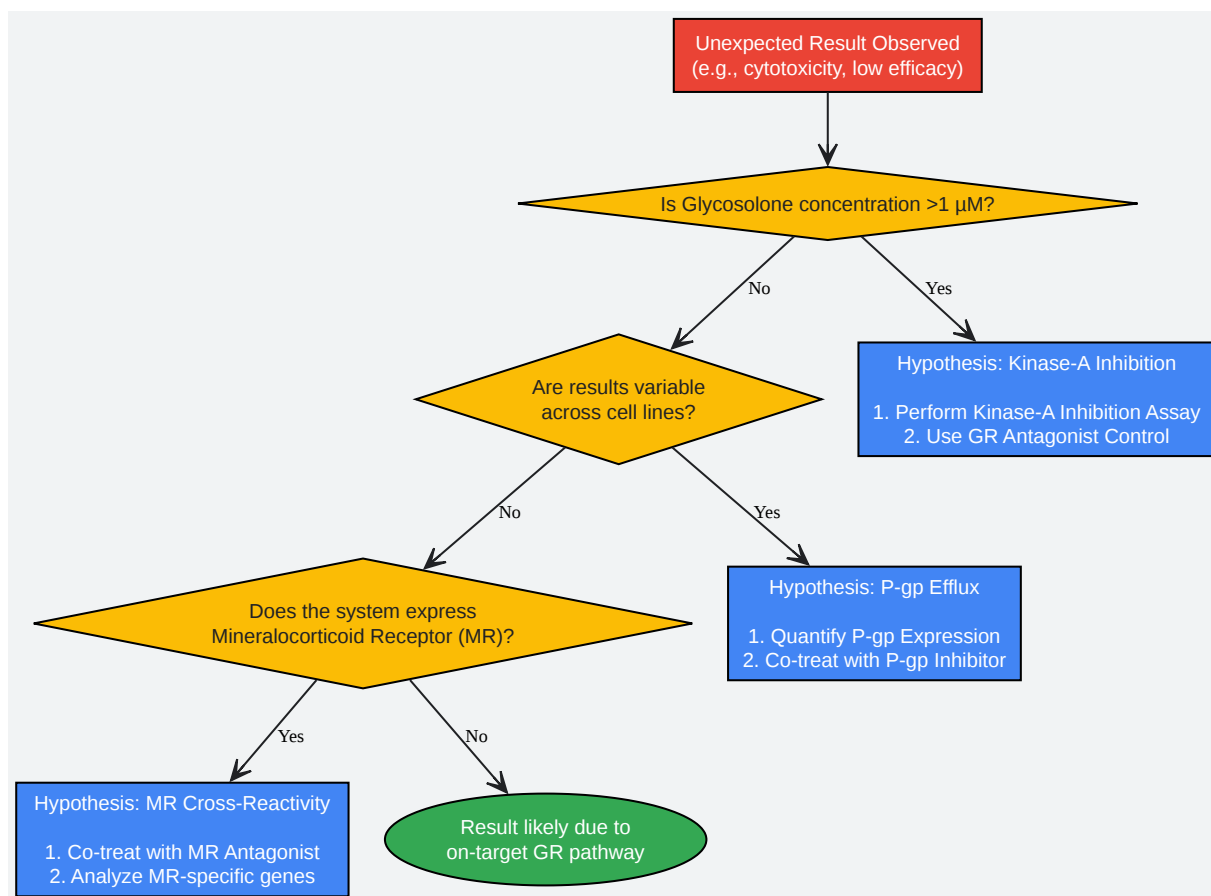 Unexpected Result Observed
(e.g., cytotoxicity, low efficacy)
Is Glycosolone concentration >1 µM?
No
Yes
Are results variable
across cell lines?
Hypothesis: Kinase-A Inhibition
1. Perform Kinase-A Inhibition Assay
2. Use GR Antagonist Control
No
Yes
Does the system express
Mineralocorticoid Receptor (MR)?
Hypothesis: P-gp Efflux
1. Quantify P-gp Expression
2. Co-treat with P-gp Inhibitor
Yes
No
Hypothesis: MR Cross-Reactivity
1. Co-treat with MR Antagonist
2. Analyze MR-specific genes
Result likely due to
on-target GR pathway